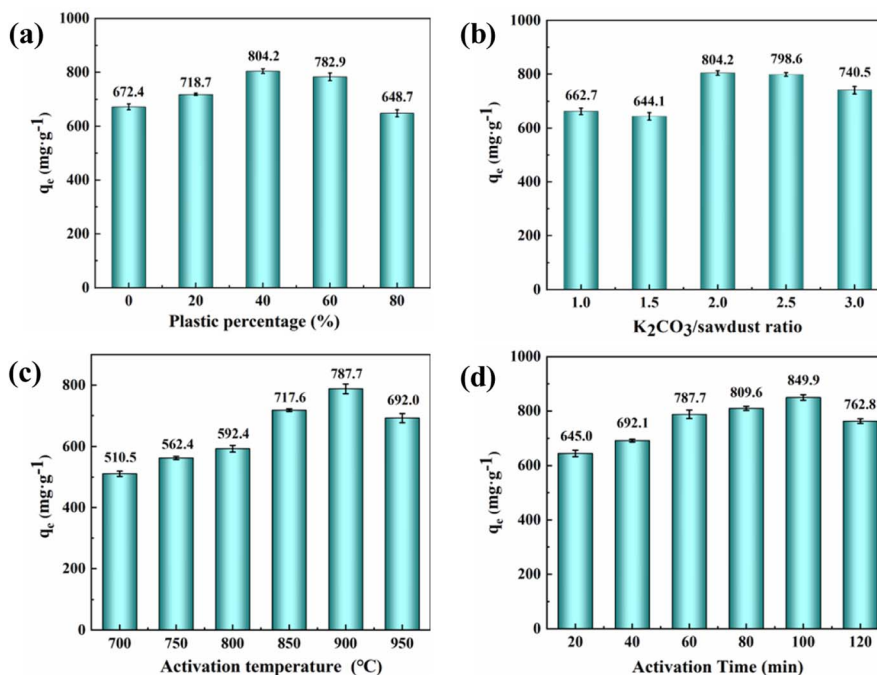 (a)
1000
800
600
400
200
0
qe (mg·g-1)
672.4
718.7
804.2
782.9
648.7
0 20 40 60 80
Plastic percentage (%)
(b)
1000
800
600
400
200
0
qe (mg·g-1)
662.7
644.1
804.2
798.6
740.5
1.0 1.5 2.0 2.5 3.0
K2CO3/sawdust ratio
(c)
800
600
400
200
0
qe (mg·g-1)
510.5
562.4
592.4
717.6
787.7
692.0
700 750 800 850 900 950
Activation temperature (°C)
(d)
1000
800
600
400
200
0
qe (mg·g-1)
645.0
692.1
787.7
809.6
849.9
762.8
20 40 60 80 100 120
Activation Time (min)